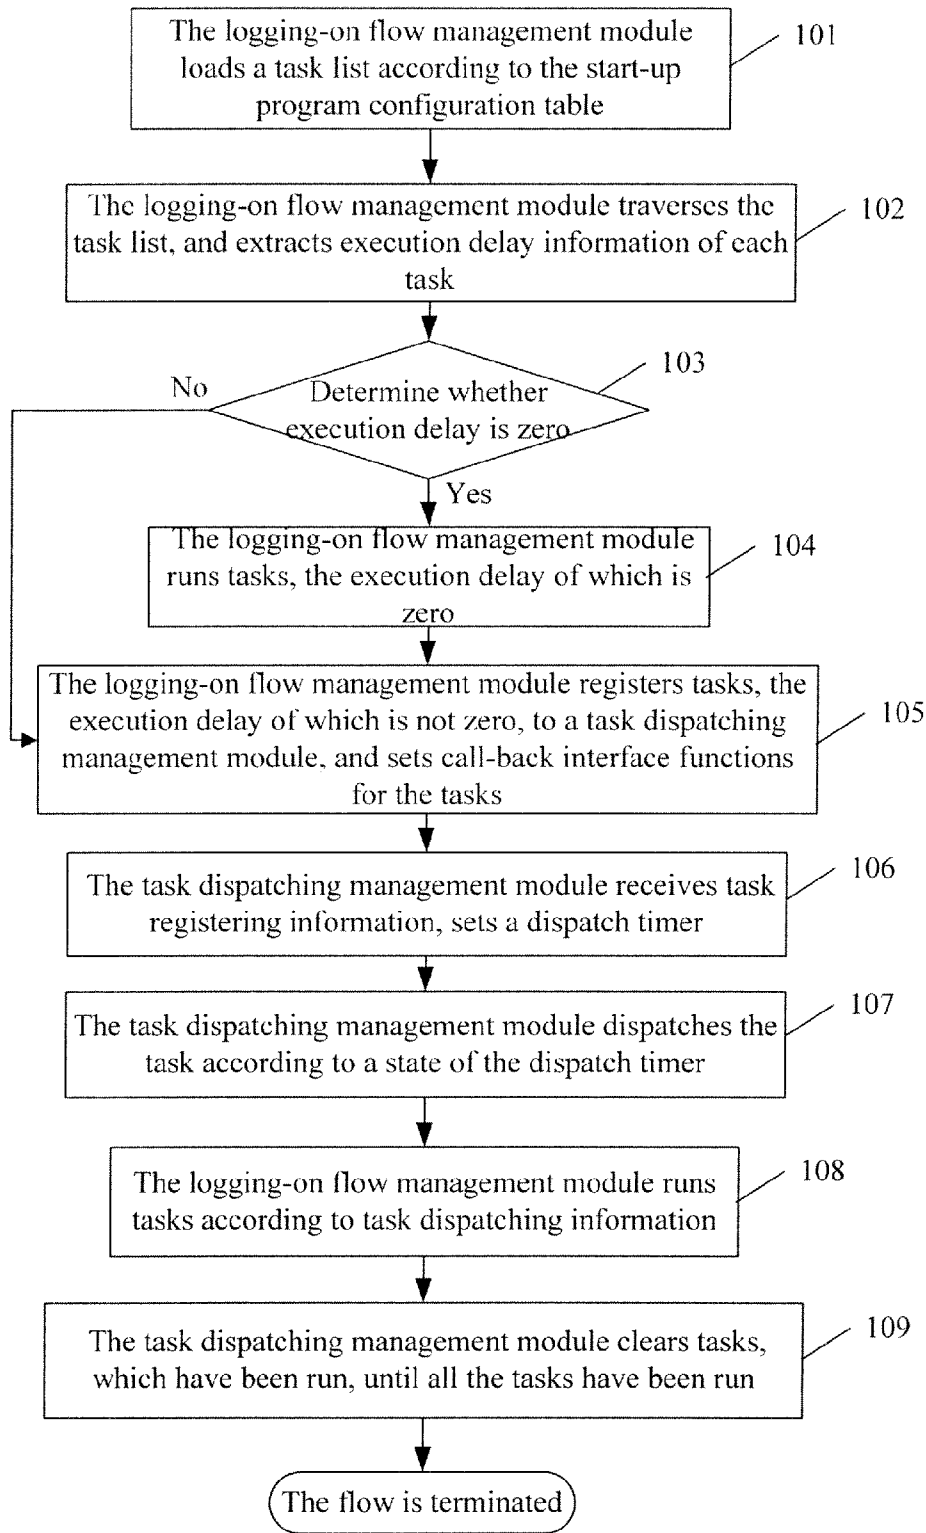 The logging-on flow management module
loads a task list according to the start-up
program configuration table
101
The logging-on flow management module traverses the
task list, and extracts execution delay information of each
task
102
103
No
Determine whether
execution delay is zero
Yes
The logging-on flow management module
runs tasks, the execution delay of which is
zero
104
The logging-on flow management module registers tasks, the
execution delay of which is not zero, to a task dispatching
management module, and sets call-back interface functions
for the tasks
105
The task dispatching management module receives task
registering information, sets a dispatch timer
106
The task dispatching management module dispatches the
task according to a state of the dispatch timer
107
The logging-on flow management module runs
tasks according to task dispatching information
108
The task dispatching management module clears tasks,
which have been run, until all the tasks have been run
109
The flow is terminated